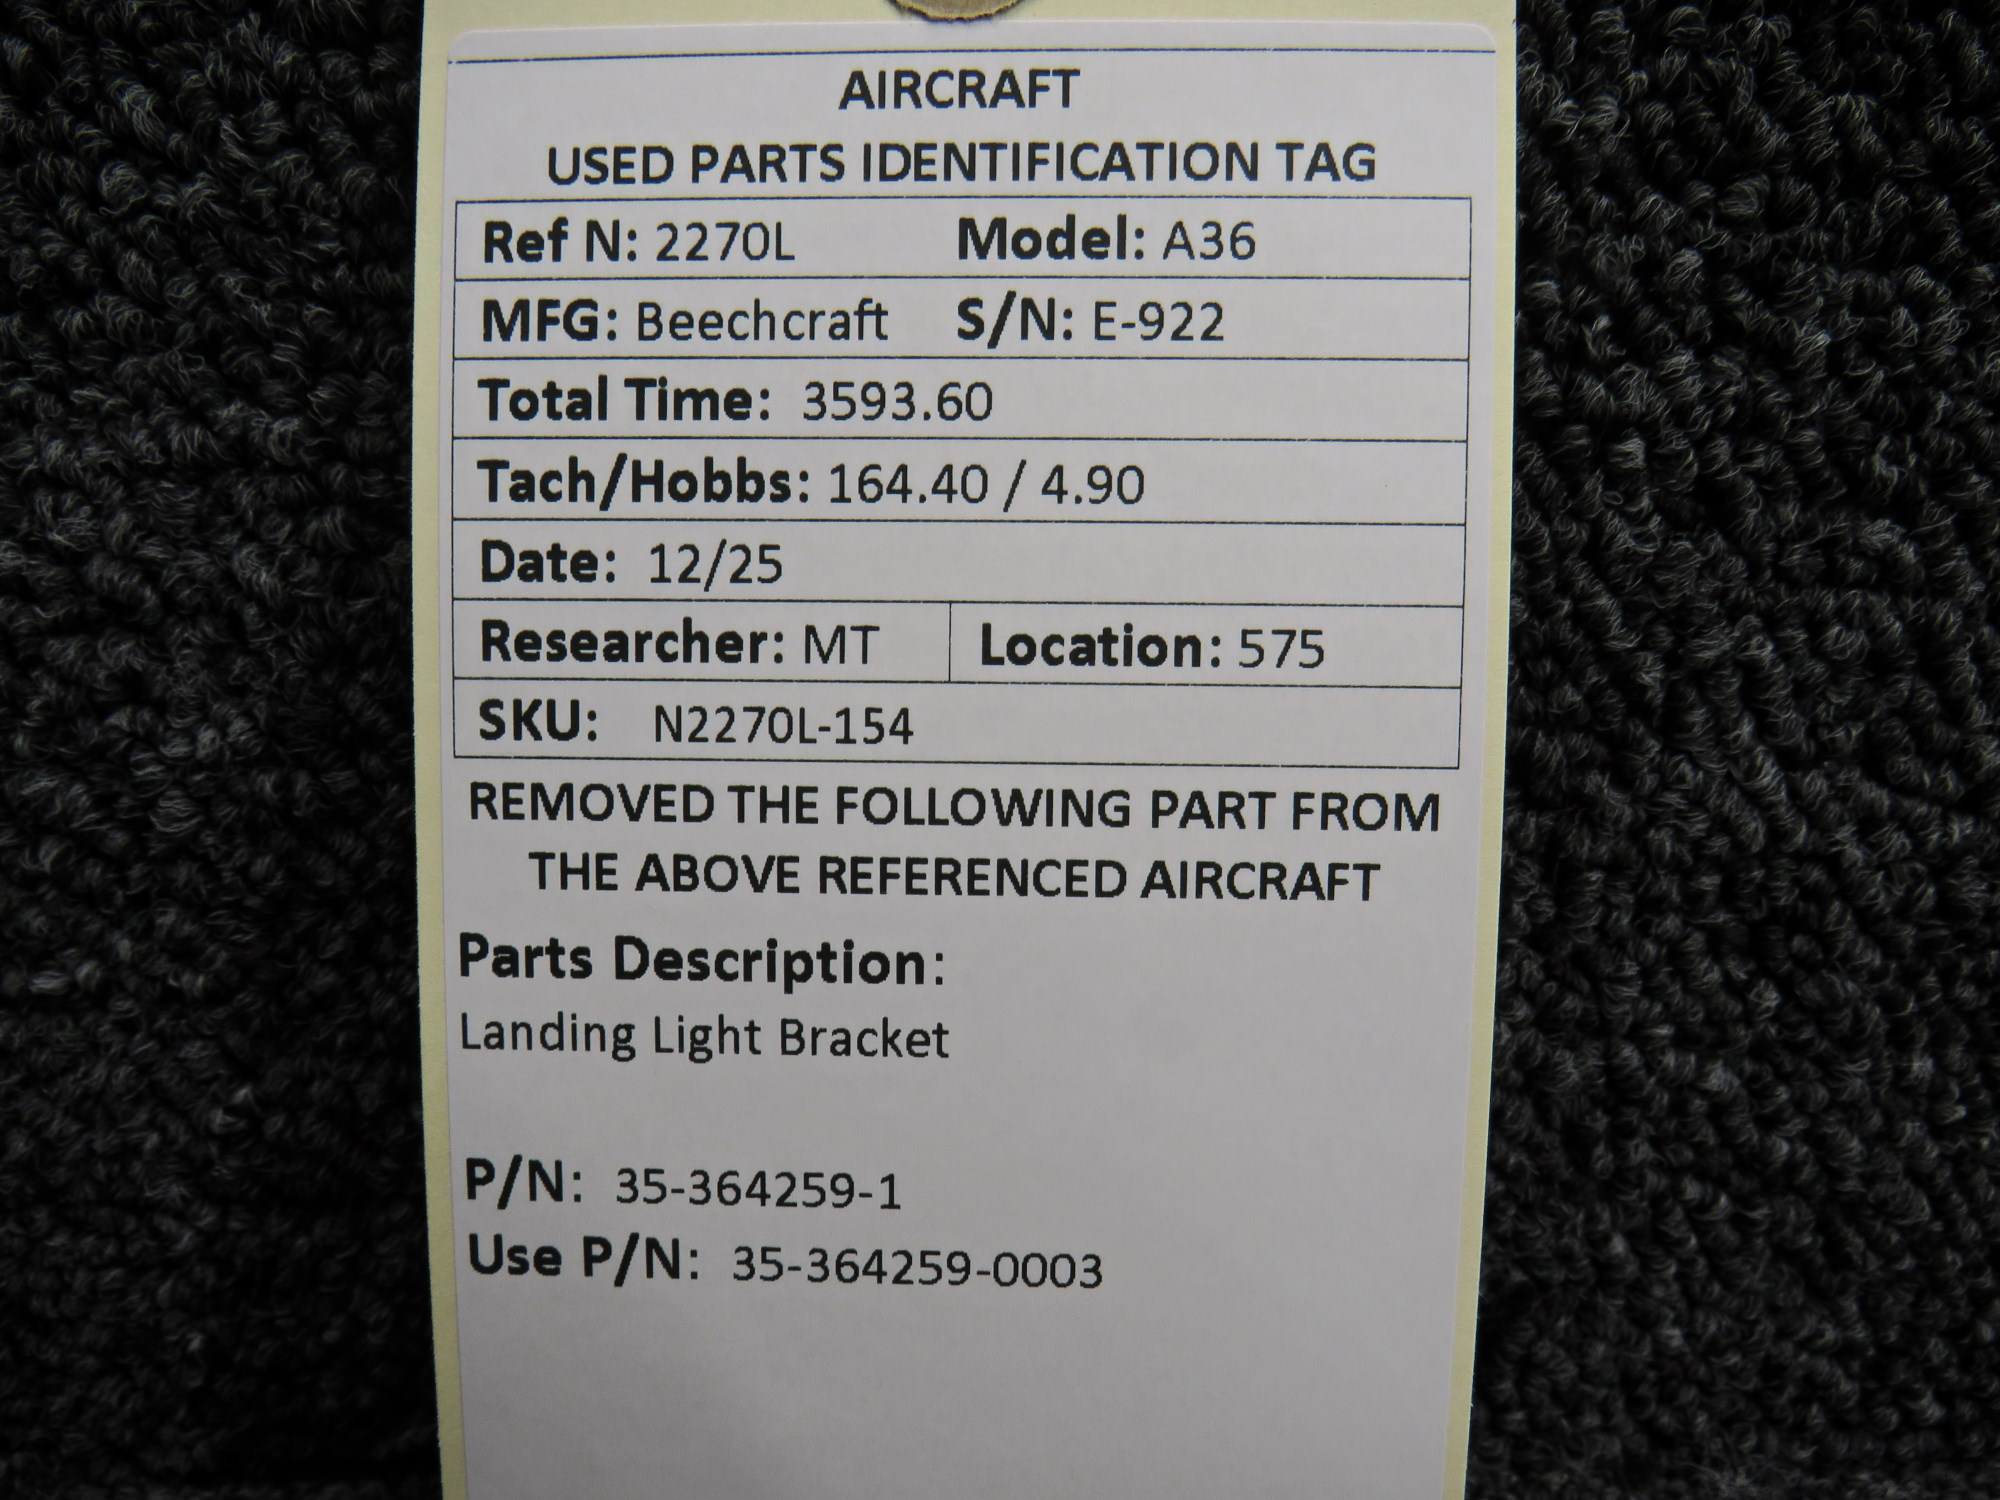 AIRCRAFT
USED PARTS IDENTIFICATION TAG
Ref N: 2270L Model: A36
MFG: Beechcraft S/N: E-922
Total Time: 3593.60
Tach/Hobbs: 164.40 / 4.90
Date: 12/25
Researcher: MT Location: 575
SKU: N2270L-154
REMOVED THE FOLLOWING PART FROM
THE ABOVE REFERENCED AIRCRAFT
Parts Description:
Landing Light Bracket
P/N: 35-364259-1
Use P/N: 35-364259-0003